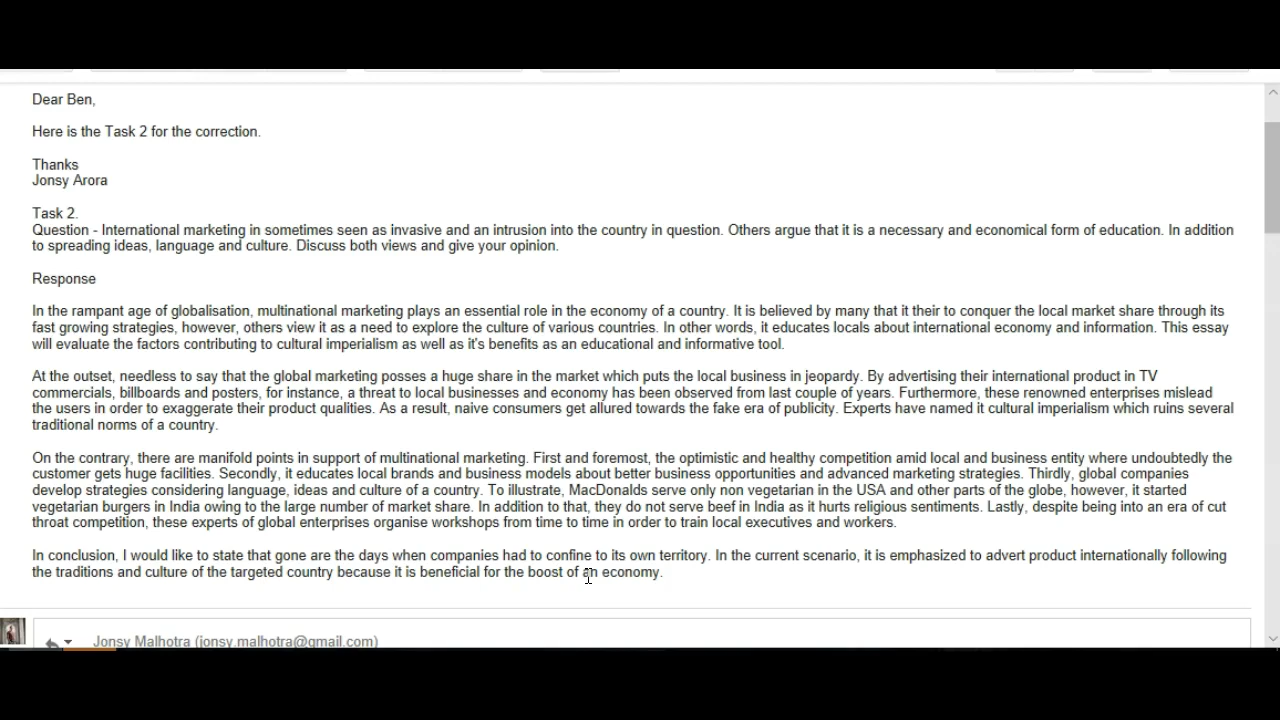 Dear Ben,
Here is the Task 2 for the correction.
Thanks
Jonsy Arora
Task 2.
Question - International marketing in sometimes seen as invasive and an intrusion into the country in question. Others argue that it is a necessary and economical form of education. In addition
to spreading ideas, language and culture. Discuss both views and give your opinion.
Response
In the rampant age of globalisation, multinational marketing plays an essential role in the economy of a country. It is believed by many that it their to conquer the local market share through its
fast growing strategies, however, others view it as a need to explore the culture of various countries. In other words, it educates locals about international economy and information. This essay
will evaluate the factors contributing to cultural imperialism as well as it's benefits as an educational and informative tool.
At the outset, needless to say that the global marketing posses a huge share in the market which puts the local business in jeopardy. By advertising their international product in TV
commercials, billboards and posters, for instance, a threat to local businesses and economy has been observed from last couple of years. Furthermore, these renowned enterprises mislead
the users in order to exaggerate their product qualities. As a result, naive consumers get allured towards the fake era of publicity. Experts have named it cultural imperialism which ruins several
traditional norms of a country.
On the contrary, there are manifold points in support of multinational marketing. First and foremost, the optimistic and healthy competition amid local and business entity where undoubtedly the
customer gets huge facilities. Secondly, it educates local brands and business models about better business opportunities and advanced marketing strategies. Thirdly, global companies
develop strategies considering language, ideas and culture of a country. To illustrate, MacDonalds serve only non vegetarian in the USA and other parts of the globe, however, it started
vegetarian burgers in India owing to the large number of market share. In addition to that, they do not serve beef in India as it hurts religious sentiments. Lastly, despite being into an era of cut
throat competition, these experts of global enterprises organise workshops from time to time in order to train local executives and workers.
In conclusion, I would like to state that gone are the days when companies had to confine to its own territory. In the current scenario, it is emphasized to advert product internationally following
the traditions and culture of the targeted country because it is beneficial for the boost of an economy.
Jonsy Malhotra (jonsy.malhotra@gmail.com)